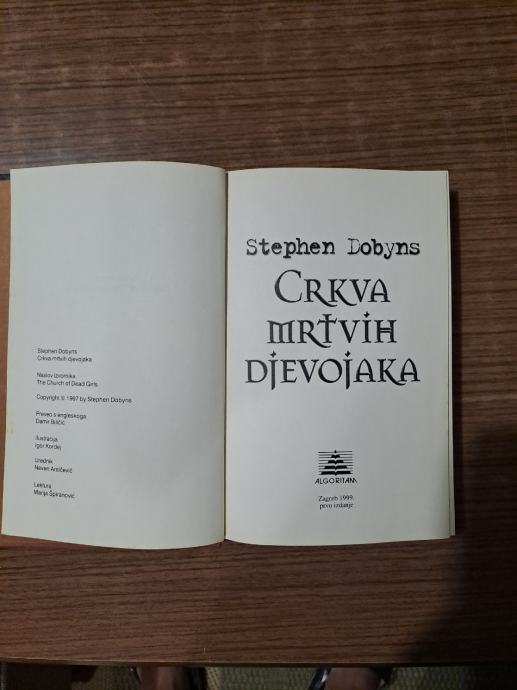 Stephen Dobyns
Crkva mrtvih djevojaka
Naslov izvornika
The Church of Dead Girls
Copyright © 1997 by Stephen Dobyns
Preveo s engleskoga
Damir Biličić
Ilustracija
Igor Kordej
Urednik
Neven Antičević
Lektura
Marija Špiranović
Stephen Dobyns
CRKVA
MRTVIH
DJEVOJAKA
ALGORITAM
Zagreb 1999.
prvo izdanje